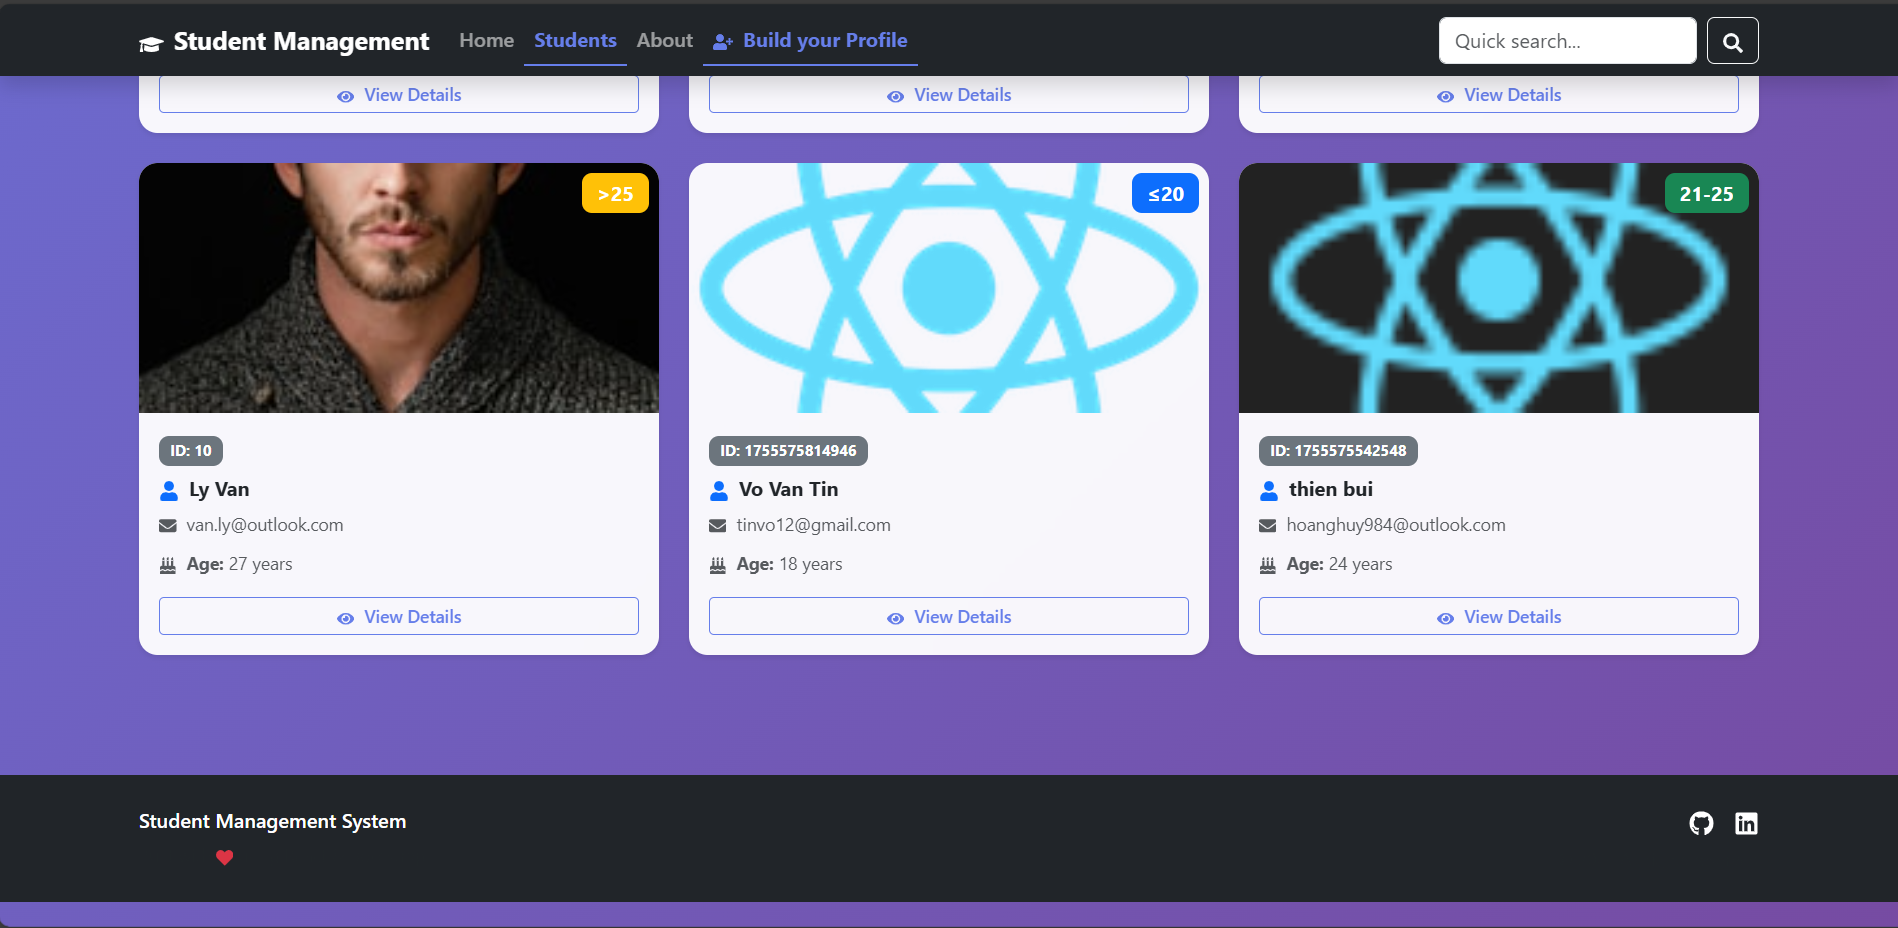 Student Management Home Students About Build your Profile Quick search...
View Details View Details View Details
>25 ≤20 21-25
ID: 10
Ly Van
van.ly@outlook.com
Age: 27 years
View Details
ID: 1755575814946
Vo Van Tin
tinvo12@gmail.com
Age: 18 years
View Details
ID: 1755575542548
thien bui
hoanghuy984@outlook.com
Age: 24 years
View Details
Student Management System